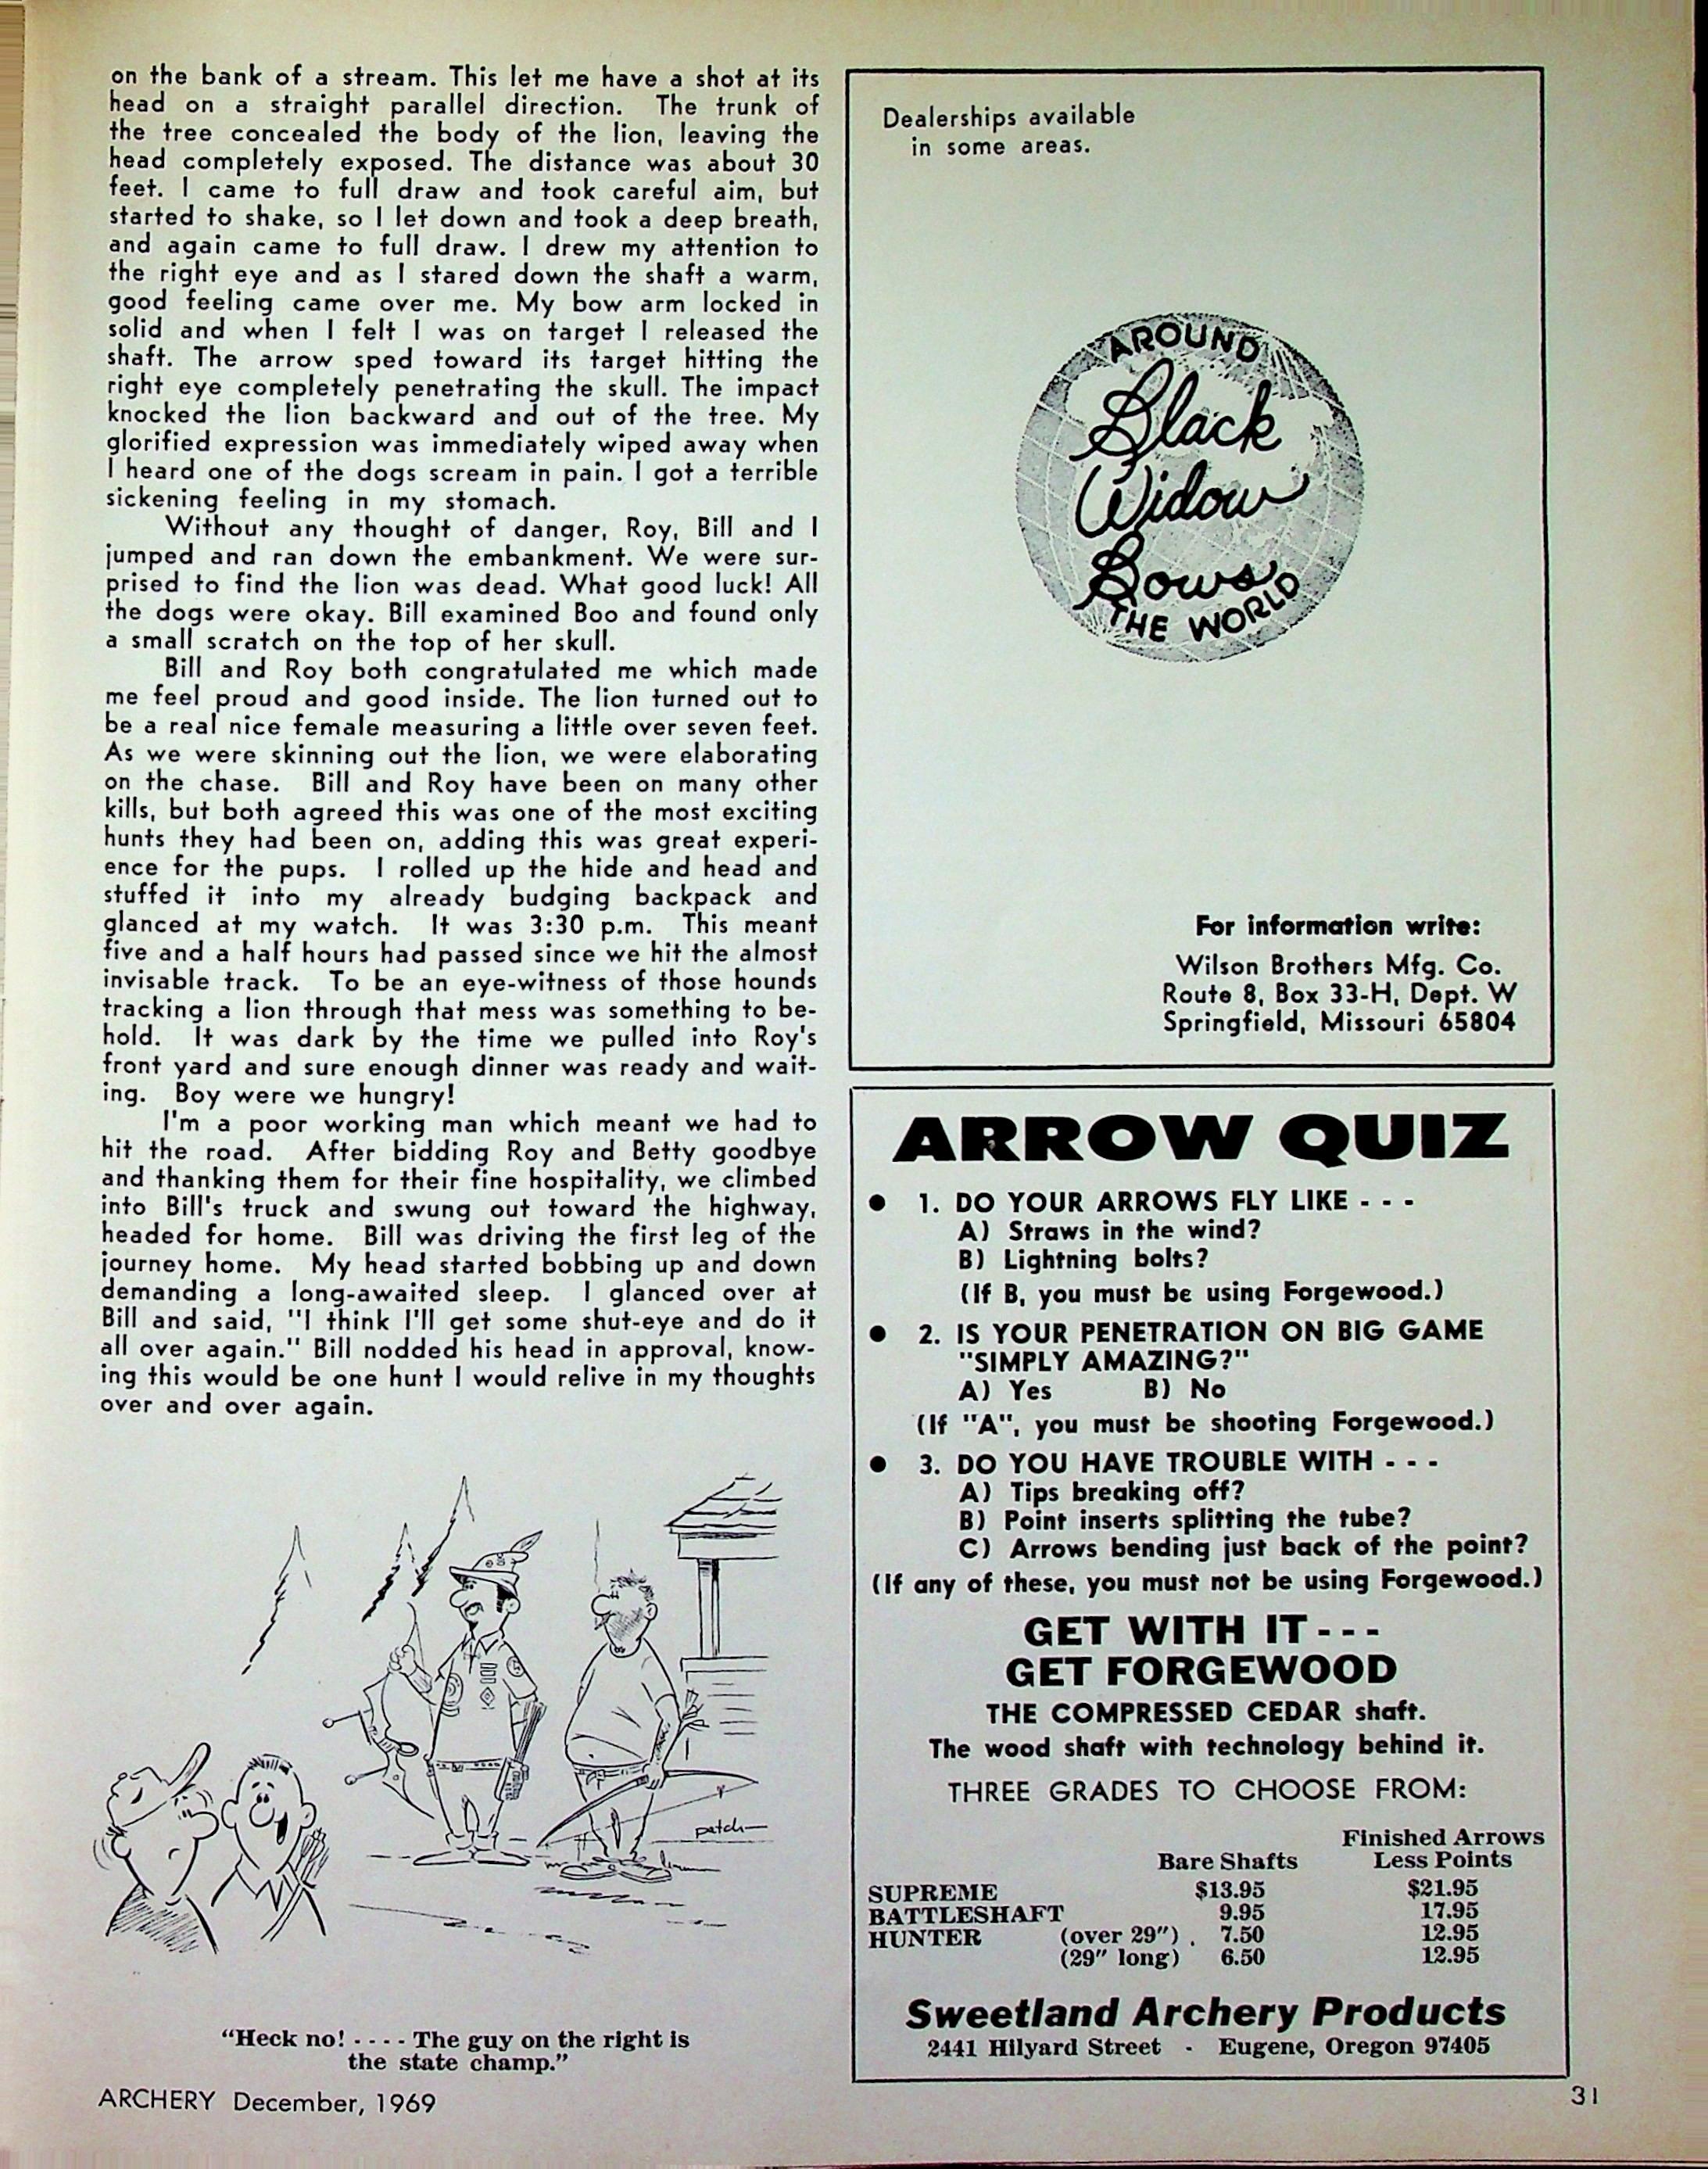 on the bank of a stream. This let me have a shot at its
head on a straight parallel direction. The trunk of
the tree concealed the body of the lion, leaving the
head completely exposed. The distance was about 30
feet. I came to full draw and took careful aim, but
started to shake, so I let down and took a deep breath,
and again came to full draw. I drew my attention to
the right eye and as I stared down the shaft a warm,
good feeling came over me. My bow arm locked in
solid and when I felt I was on target I released the
shaft. The arrow sped toward its target hitting the
right eye completely penetrating the skull. The impact
knocked the lion backward and out of the tree. My
glorified expression was immediately wiped away when
I heard one of the dogs scream in pain. I got a terrible
sickening feeling in my stomach.
Without any thought of danger, Roy, Bill and I
jumped and ran down the embankment. We were sur-
prised to find the lion was dead. What good luck! All
the dogs were okay. Bill examined Boo and found only
a small scratch on the top of her skull.
Bill and Roy both congratulated me which made
me feel proud and good inside. The lion turned out to
be a real nice female measuring a little over seven feet.
As we were skinning out the lion, we were elaborating
on the chase. Bill and Roy have been on many other
kills, but both agreed this was one of the most exciting
hunts they had been on, adding this was great experi-
ence for the pups. I rolled up the hide and head and
stuffed it into my already budging backpack and
glanced at my watch. It was 3:30 p.m. This meant
five and a half hours had passed since we hit the almost
invisable track. To be an eye-witness of those hounds
tracking a lion through that mess was something to be-
hold. It was dark by the time we pulled into Roy's
front yard and sure enough dinner was ready and wait-
ing. Boy were we hungry!
I'm a poor working man which meant we had to
hit the road. After bidding Roy and Betty goodbye
and thanking them for their fine hospitality, we climbed
into Bill's truck and swung out toward the highway,
headed for home. Bill was driving the first leg of the
journey home. My head started bobbing up and down
demanding a long-awaited sleep. I glanced over at
Bill and said, "I think I'll get some shut-eye and do it
all over again." Bill nodded his head in approval, know-
ing this would be one hunt I would relive in my thoughts
over and over again.
patch
"Heck no! - - - - The guy on the right is
the state champ."
ARCHERY December, 1969
Dealerships available
in some areas.
AROUND
Black
Widow
Bows
THE WORLD
For information write:
Wilson Brothers Mfg. Co.
Route 8, Box 33-H, Dept. W
Springfield, Missouri 65804
ARROW QUIZ
● 1. DO YOUR ARROWS FLY LIKE - - -
A) Straws in the wind?
B) Lightning bolts?
(If B, you must be using Forgewood.)
● 2. IS YOUR PENETRATION ON BIG GAME
"SIMPLY AMAZING?"
A) Yes B) No
(If "A", you must be shooting Forgewood.)
● 3. DO YOU HAVE TROUBLE WITH - - -
A) Tips breaking off?
B) Point inserts splitting the tube?
C) Arrows bending just back of the point?
(If any of these, you must not be using Forgewood.)
GET WITH IT - - -
GET FORGEWOOD
THE COMPRESSED CEDAR shaft.
The wood shaft with technology behind it.
THREE GRADES TO CHOOSE FROM:
Finished Arrows
Bare Shafts Less Points
SUPREME $13.95 $21.95
BATTLESHAFT 9.95 17.95
HUNTER (over 29") . 7.50 12.95
(29" long) 6.50 12.95
Sweetland Archery Products
2441 Hilyard Street - Eugene, Oregon 97405
31